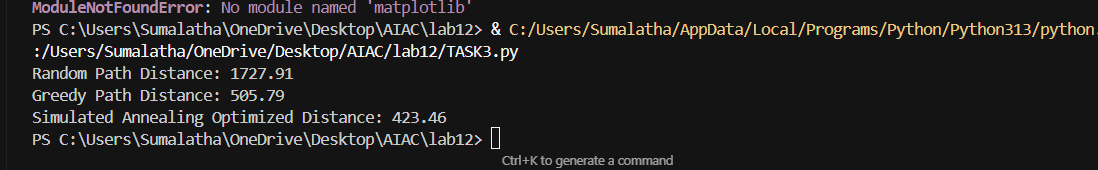 ModuleNotFoundError: No module named 'matplotlib'
PS C:\Users\Sumalatha\OneDrive\Desktop\AIAC\lab12> & C:/Users/Sumalatha/AppData/Local/Programs/Python/Python313/python.
:/Users/Sumalatha/OneDrive/Desktop/AIAC/lab12/TASK3.py
Random Path Distance: 1727.91
Greedy Path Distance: 505.79
Simulated Annealing Optimized Distance: 423.46
PS C:\Users\Sumalatha\OneDrive\Desktop\AIAC\lab12>
Ctrl+K to generate a command